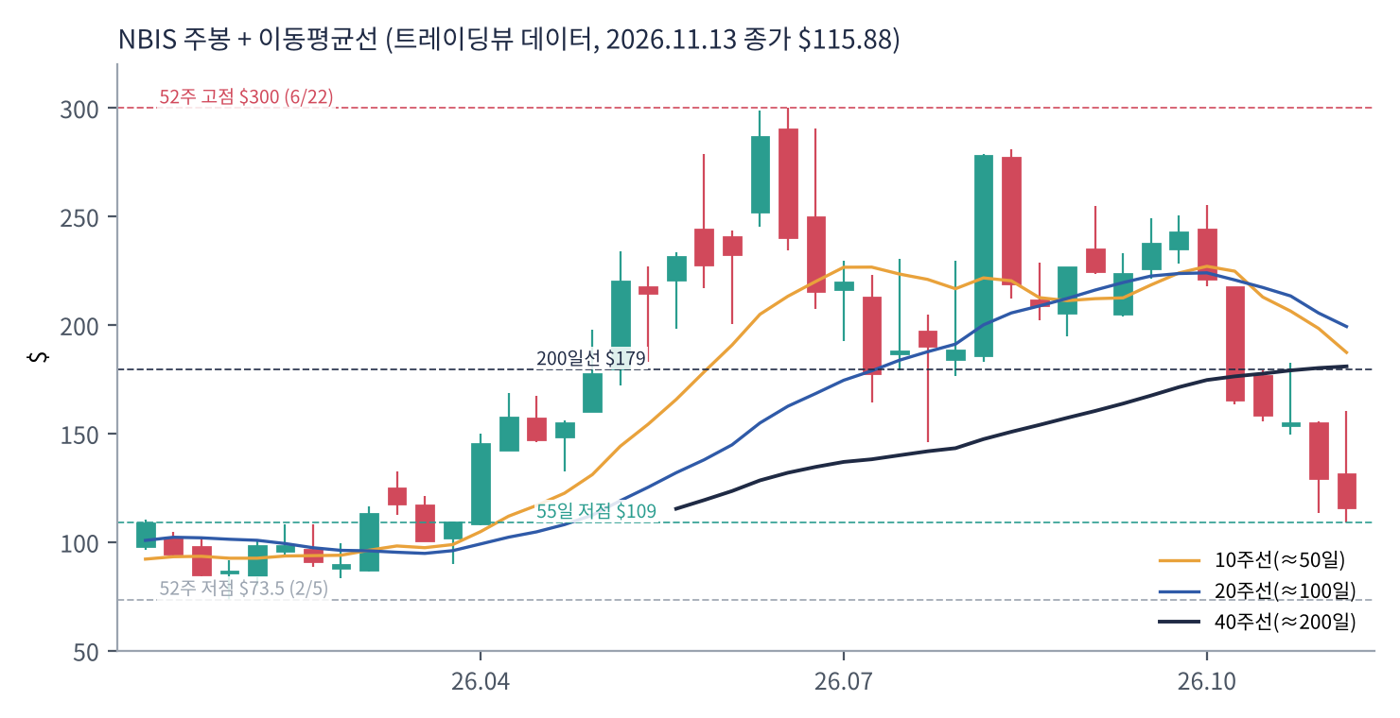 NBIS 주봉 + 이동평균선 (트레이딩뷰 데이터, 2026.11.13 종가 $115.88)
52주 고점 $300 (6/22)
300
250
200
150
100
50
$
200일선 $179
55일 저점 $109
52주 저점 $73.5 (2/5)
10주선(≈50일)
20주선(≈100일)
40주선(≈200일)
26.04
26.07
26.10